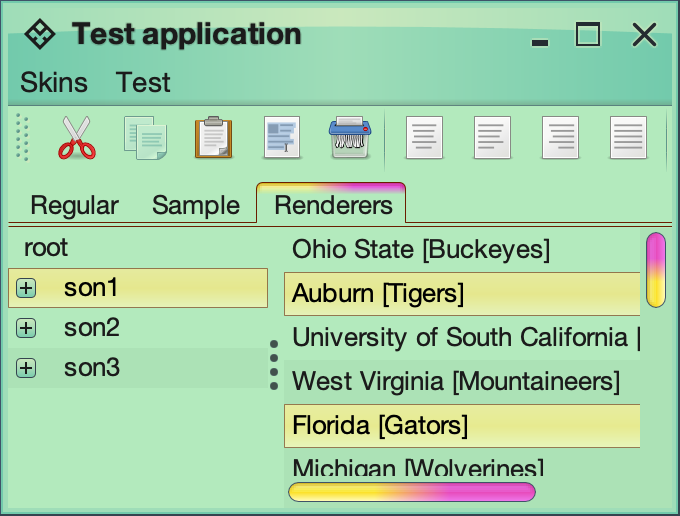 Test application
Skins Test
Regular Sample Renderers
root
son1
son2
son3
Ohio State [Buckeyes]
Auburn [Tigers]
University of South California [
West Virginia [Mountaineers]
Florida [Gators]
Michigan [Wolverines]